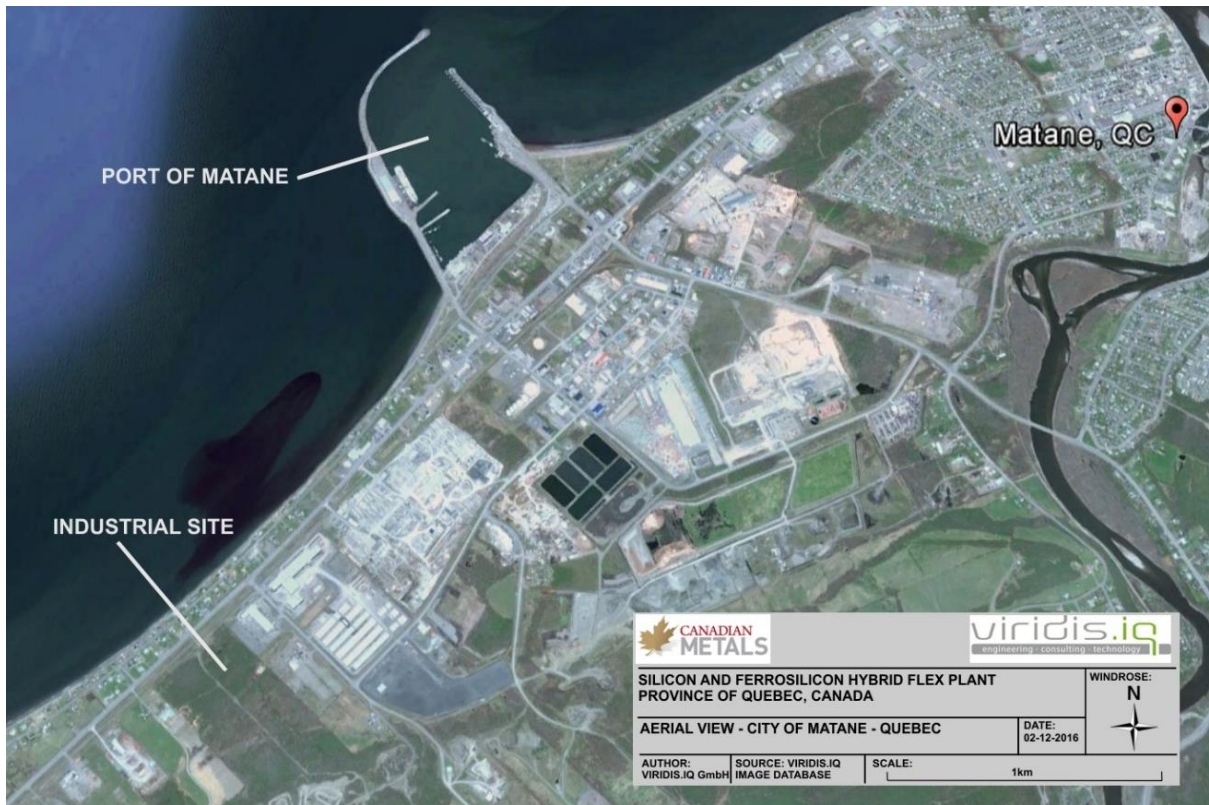 PORT OF MATANE
Matane, QC
INDUSTRIAL SITE
CANADIAN
METALS
viridis.iq
engineering - consulting - technology
SILICON AND FERROSILICON HYBRID FLEX PLANT
PROVINCE OF QUEBEC, CANADA
WINDROSE:
N
AERIAL VIEW - CITY OF MATANE - QUEBEC
DATE:
02-12-2016
AUTHOR:
VIRIDIS.IQ GmbH
SOURCE: VIRIDIS.IQ
IMAGE DATABASE
SCALE:
1km